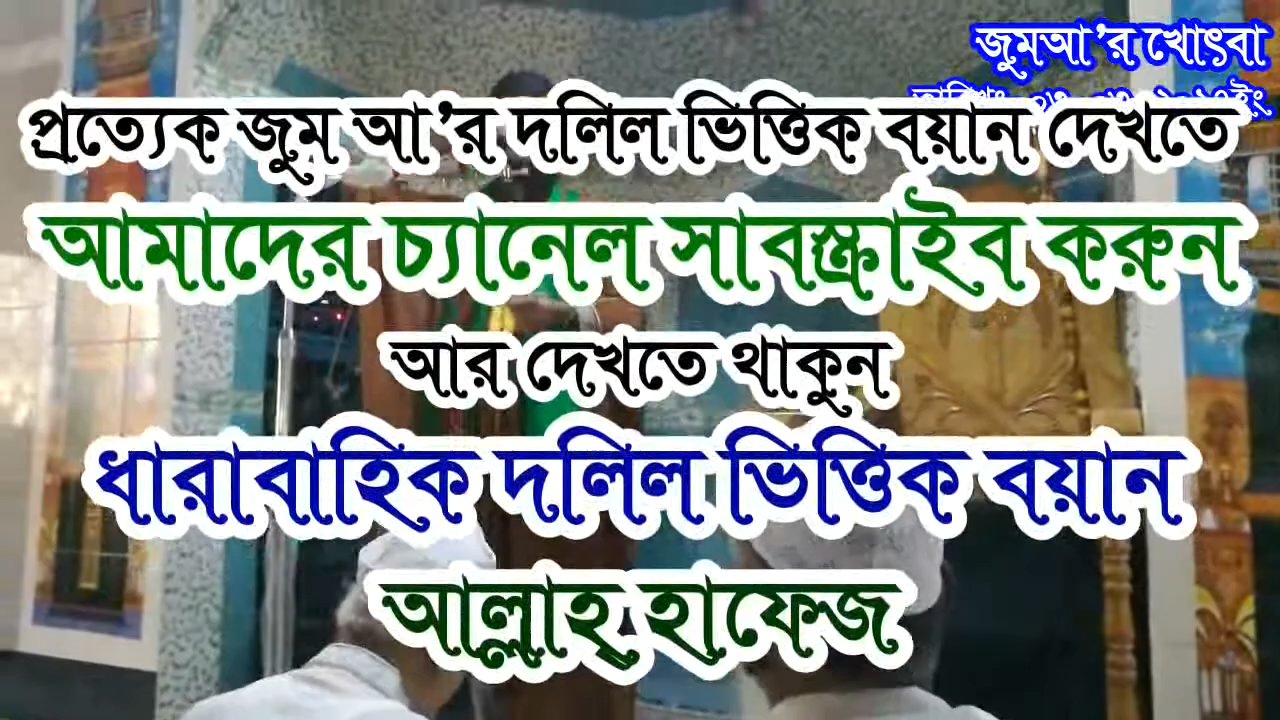 জুমআ’র খোৎবা
প্রত্যেক জুম আ’র দলিল ভিত্তিক বয়ান দেখতে
আমাদের চ্যানেল সাবস্ক্রাইব করুন
আর দেখতে থাকুন
ধারাবাহিক দলিল ভিত্তিক বয়ান
আল্লাহ্ হাফেজ